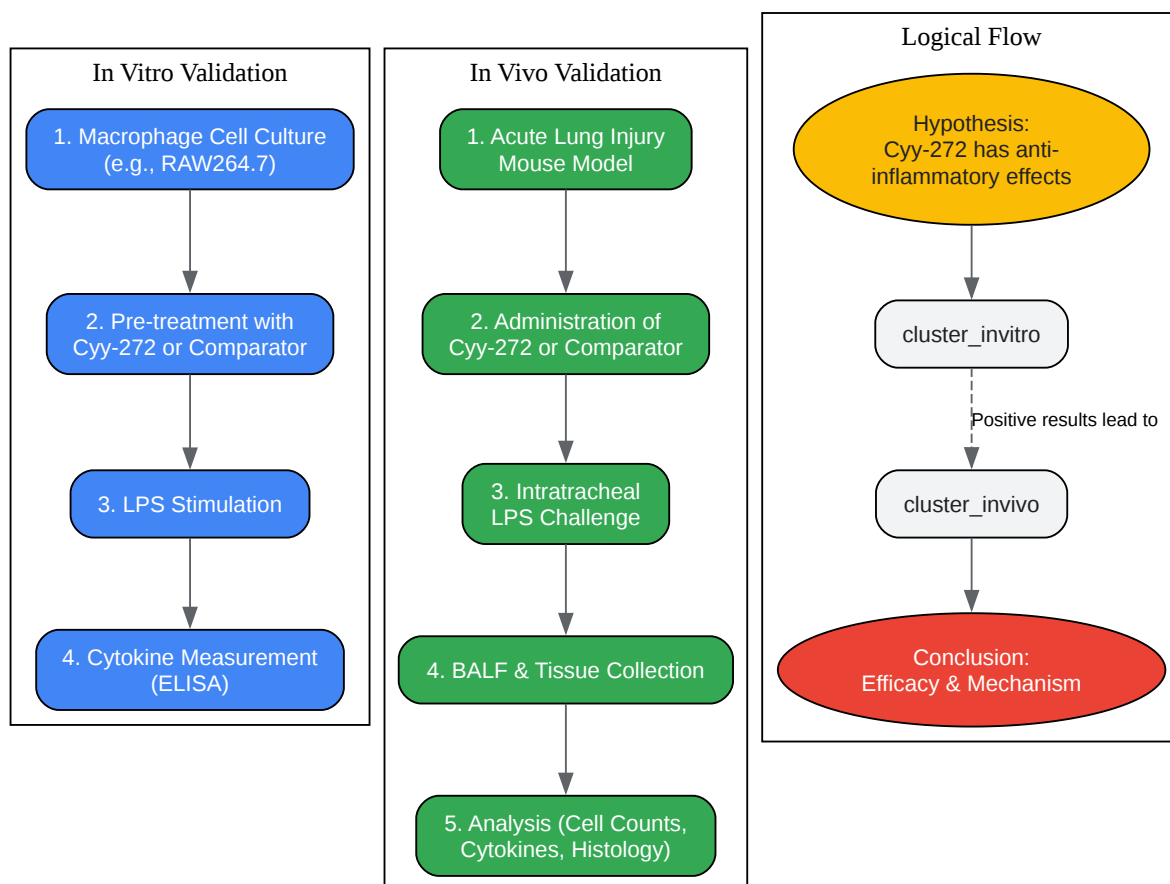 In Vitro Validation
1. Macrophage Cell Culture
(e.g., RAW264.7)
2. Pre-treatment with
Cyy-272 or Comparator
3. LPS Stimulation
4. Cytokine Measurement
(ELISA)
In Vivo Validation
1. Acute Lung Injury
Mouse Model
2. Administration of
Cyy-272 or Comparator
3. Intratracheal
LPS Challenge
4. BALF & Tissue Collection
5. Analysis (Cell Counts,
Cytokines, Histology)
Logical Flow
Hypothesis:
Cyy-272 has anti-
inflammatory effects
cluster_invitro
Positive results lead to
cluster_invivo
Conclusion:
Efficacy & Mechanism